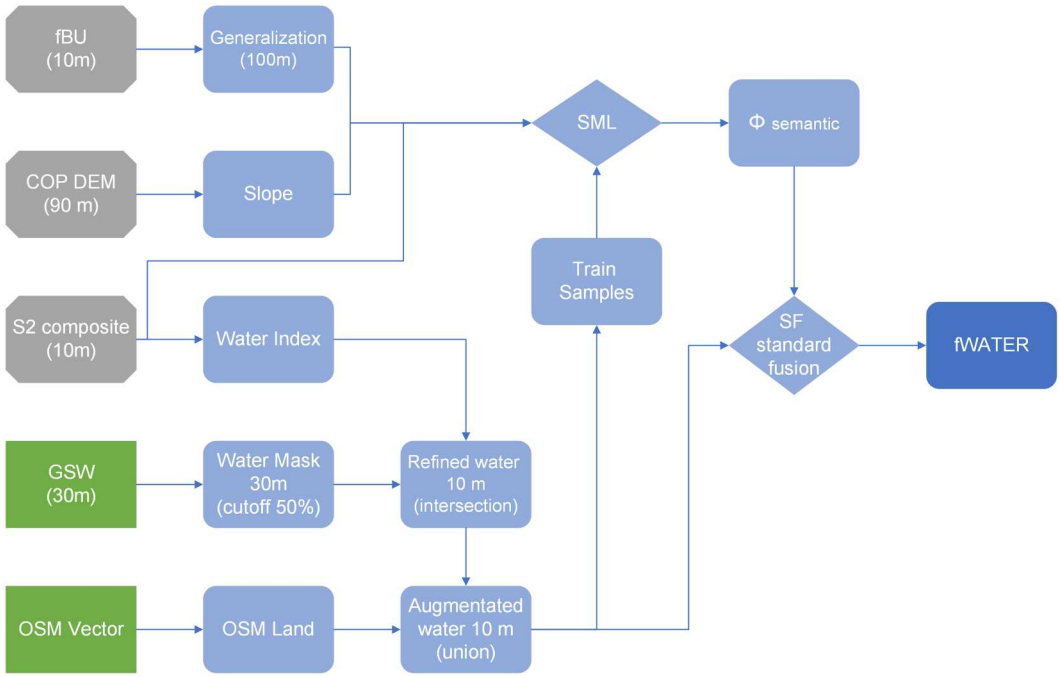 fBU
(10m)
Generalization
(100m)
SML
Φ semantic
COP DEM
(90 m)
Slope
Train
Samples
S2 composite
(10m)
Water Index
SF
standard
fusion
fWATER
GSW
(30m)
Water Mask
30m
(cutoff 50%)
Refined water
10 m
(intersection)
OSM Vector
OSM Land
Augmentated
water 10 m
(union)